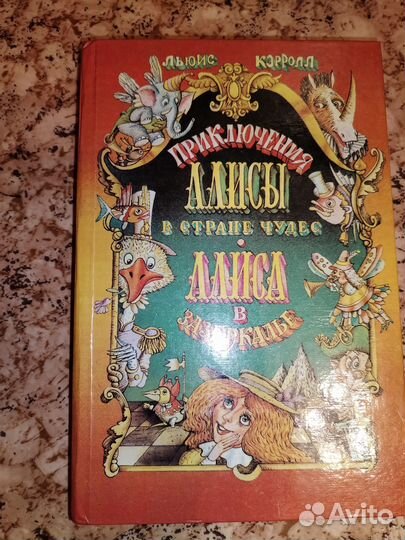 ЛЬЮИС КЭРРОЛЛ
ПРИКЛЮЧЕНИЯ
АЛИСЫ
В СТРАНЕ ЧУДЕС
АЛИСА
В
ЗАЗЕРКАЛЬЕ
Avito